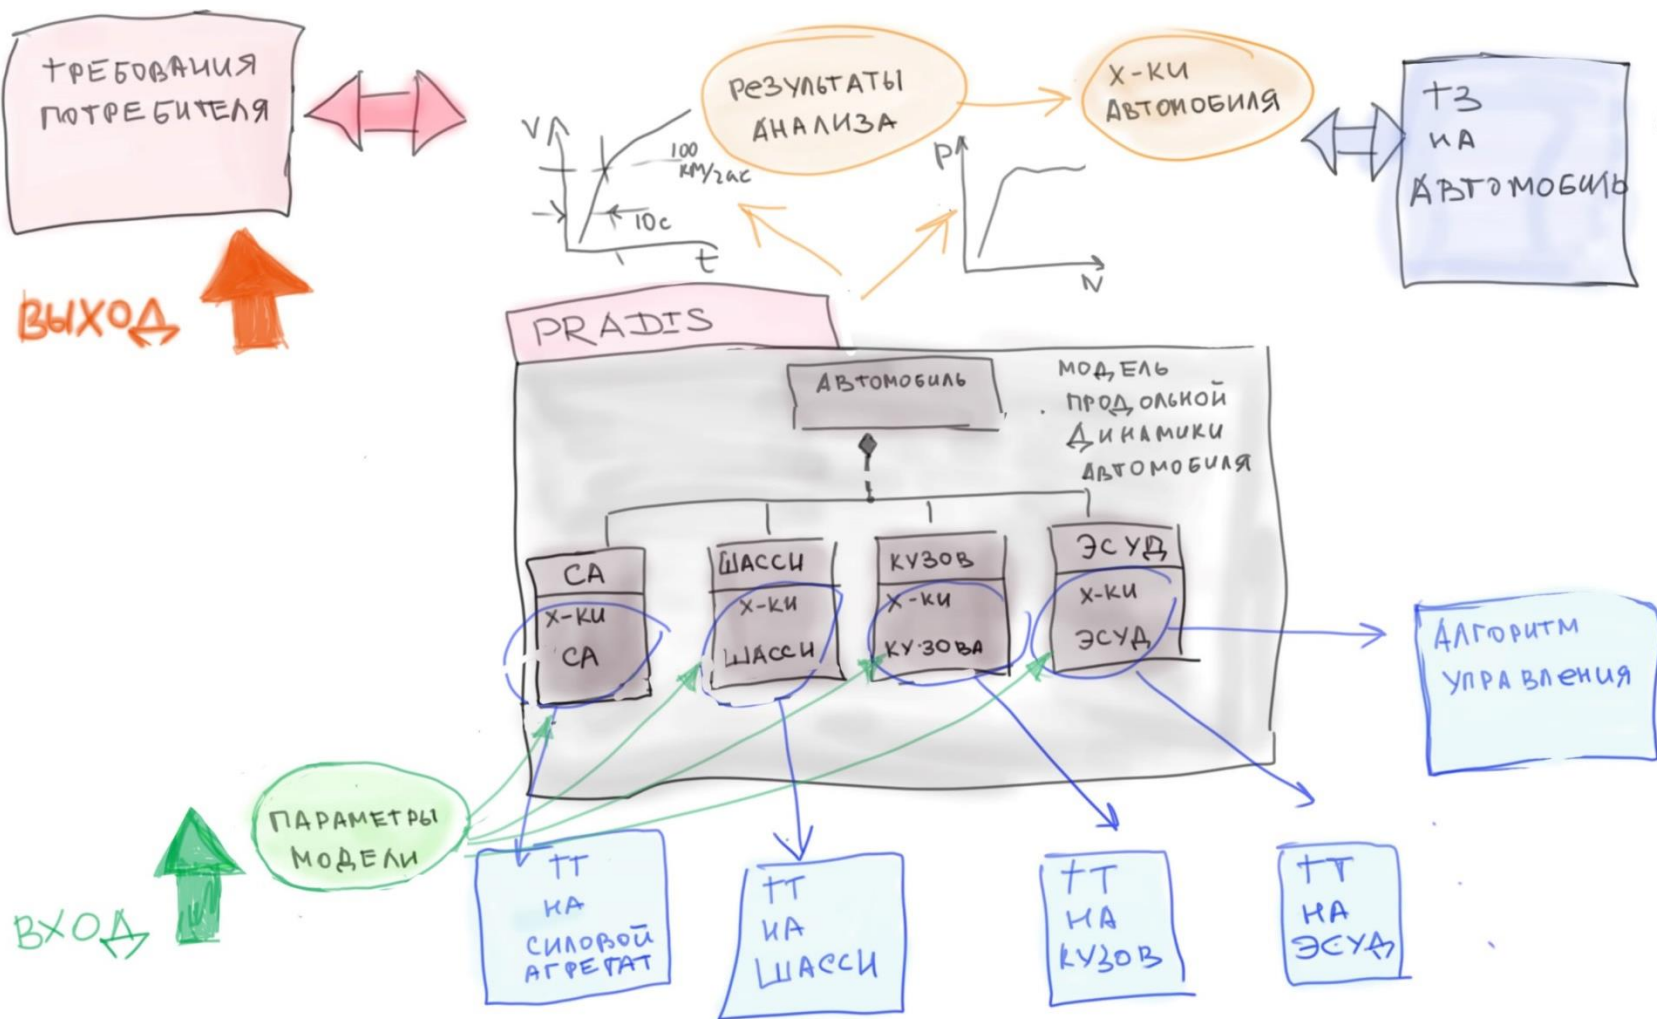 ТРЕБОВАНИЯ
ПОТРЕБИТЕЛЯ
РЕЗУЛЬТАТЫ
АНАЛИЗА
Х-КИ
АВТОМОБИЛЯ
ТЗ
НА
АВТОМОБИЛЬ
V
100
КМ/ЧАС
10с
t
P
N
ВЫХОД
PRADIS
АВТОМОБИЛЬ
МОДЕЛЬ
ПРОДОЛЬНОЙ
ДИНАМИКИ
АВТОМОБИЛЯ
СА
Х-КИ
СА
ШАССИ
Х-КИ
ШАССИ
КУЗОВ
Х-КИ
КУЗОВА
ЭСУД
Х-КИ
ЭСУД
АЛГОРИТМ
УПРАВЛЕНИЯ
ПАРАМЕТРЫ
МОДЕЛИ
ВХОД
ТТ
НА
СИЛОВОЙ
АГРЕГАТ
ТТ
НА
ШАССИ
ТТ
НА
КУЗОВ
ТТ
НА
ЭСУД